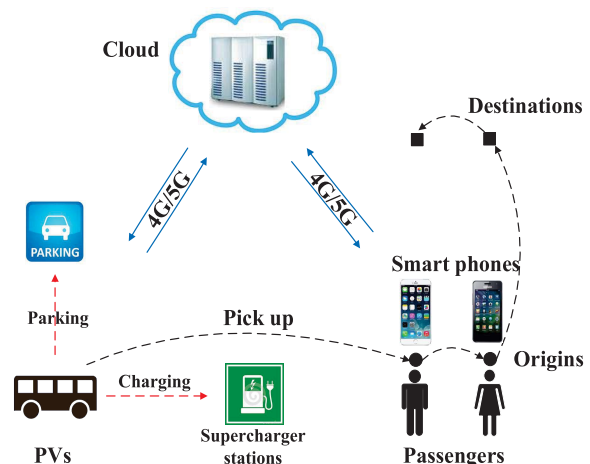 Cloud
Destinations
4G/5G
4G/5G
PARKING
Smart phones
Parking
Pick up
Origins
Charging
PVs
Supercharger
stations
Passengers